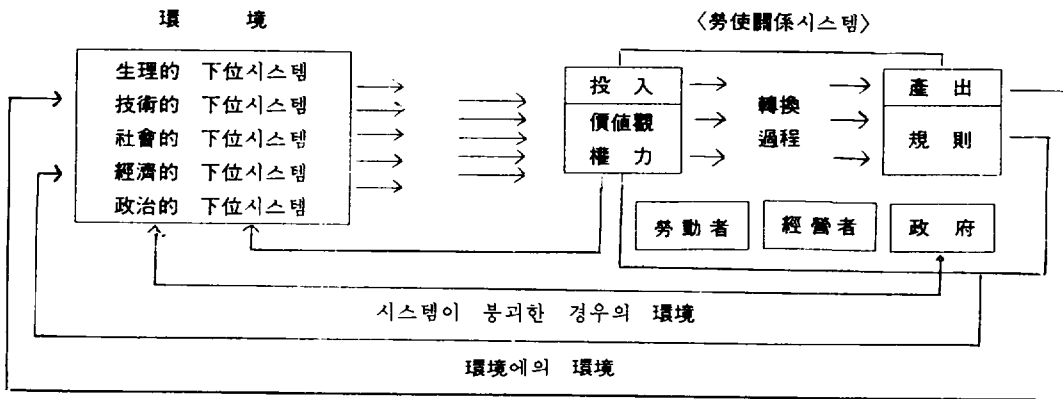 環 境
生理的 下位시스템
技術的 下位시스템
社會的 下位시스템
經濟的 下位시스템
政治的 下位시스템
〈勞使關係시스템〉
投 入
價値觀
權 力
轉換
過程
產 出
規 則
勞動者
經營者
政 府
시스템이 붕괴한 경우의 環境
環境에의 環境